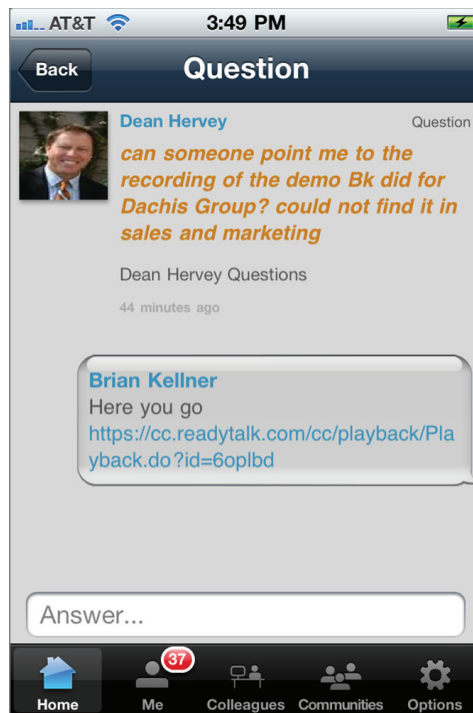 AT&T 3:49 PM
Back Question
Dean Hervey Question
can someone point me to the
recording of the demo Bk did for
Dachis Group? could not find it in
sales and marketing
Dean Hervey Questions
44 minutes ago
Brian Kellner
Here you go
https://cc.readytalk.com/cc/playback/Pla
yback.do?id=6oplbd
Answer...
37
Home Me Colleagues Communities Options